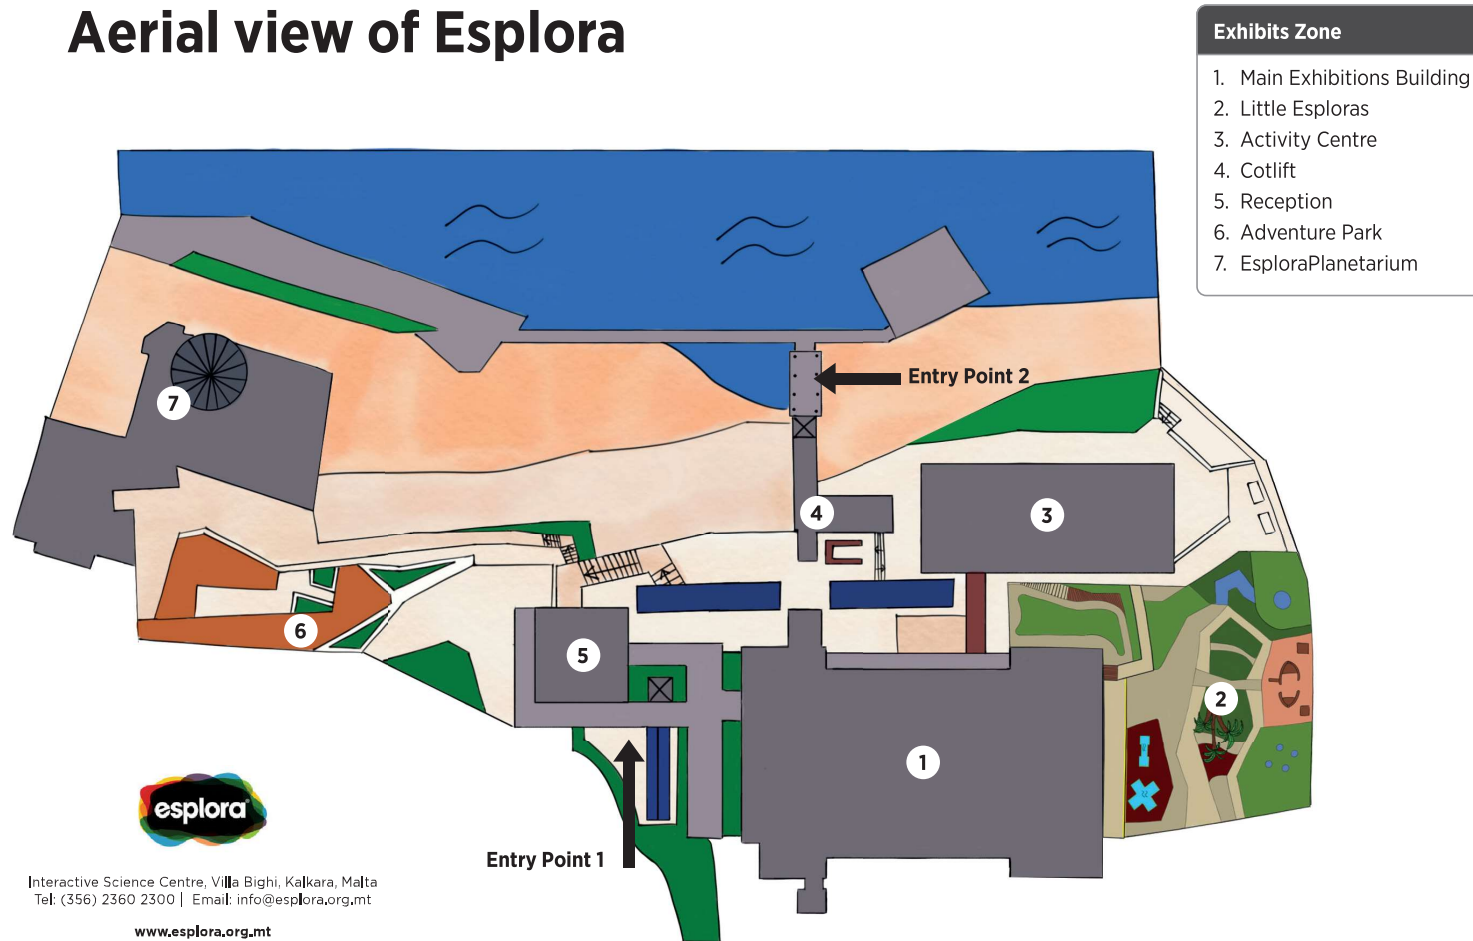 Aerial view of Esplora
Exhibits Zone
1. Main Exhibitions Building
2. Little Esploras
3. Activity Centre
4. Cotlift
5. Reception
6. Adventure Park
7. EsploraPlanetarium
Entry Point 2
7
4
3
6
5
2
1
Entry Point 1
esplora
Interactive Science Centre, Villa Bighi, Kalkara, Malta
Tel: (356) 2360 2300 | Email: info@esplora.org.mt
www.esplora.org.mt